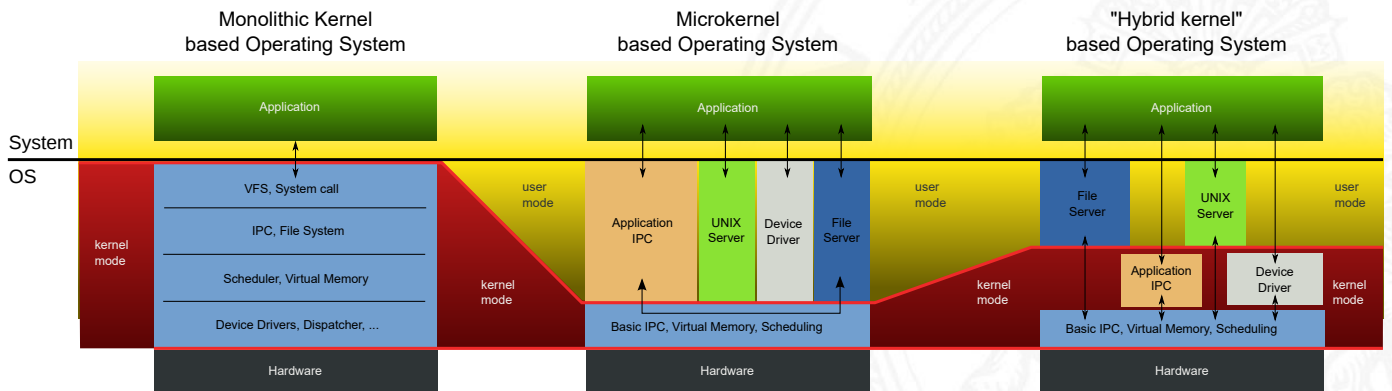 Monolithic Kernel
based Operating System
Microkernel
based Operating System
"Hybrid kernel"
based Operating System
Application
Application
Application
System
OS
VFS, System call
IPC, File System
Scheduler, Virtual Memory
Device Drivers, Dispatcher, ...
Hardware
kernel
mode
user
mode
kernel
mode
Application
IPC
UNIX
Server
Device
Driver
File
Server
Basic IPC, Virtual Memory, Scheduling
Hardware
user
mode
kernel
mode
File
Server
UNIX
Server
Application
IPC
Device
Driver
Basic IPC, Virtual Memory, Scheduling
Hardware
user
mode
kernel
mode